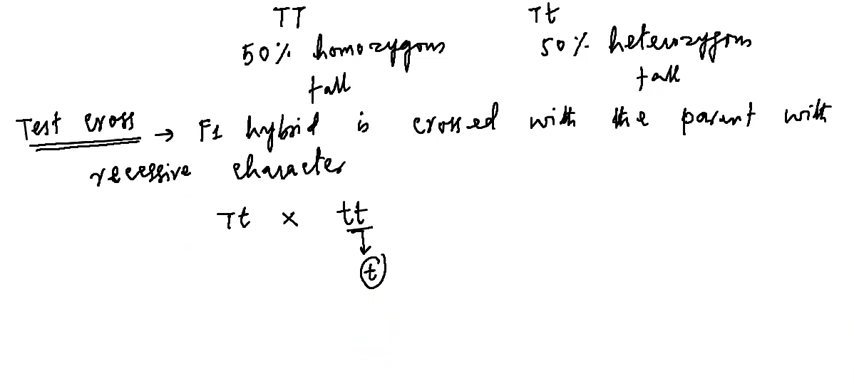 TT Tt
50% homozygous 50% heterozygous
tall tall
Test cross → F1 hybrid is crossed with the parent with
recessive character
Tt × tt
↓
t